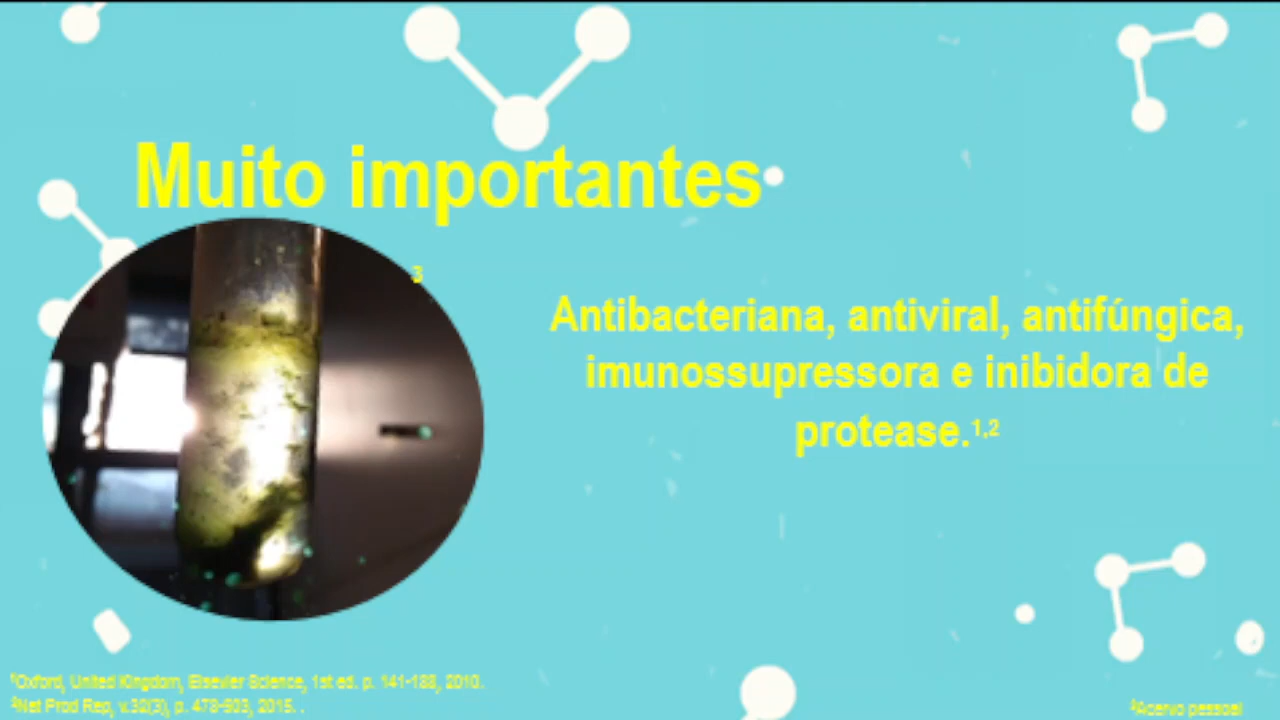 Muito importantes
3
Antibacteriana, antiviral, antifúngica,
imunossupressora e inibidora de
protease.1,2
1Oxford, United Kingdom, Elsevier Science, 1st ed. p. 141-188, 2010.
2Nat Prod Rep, v.32(3), p. 478-503, 2015. .
3Acervo pessoal